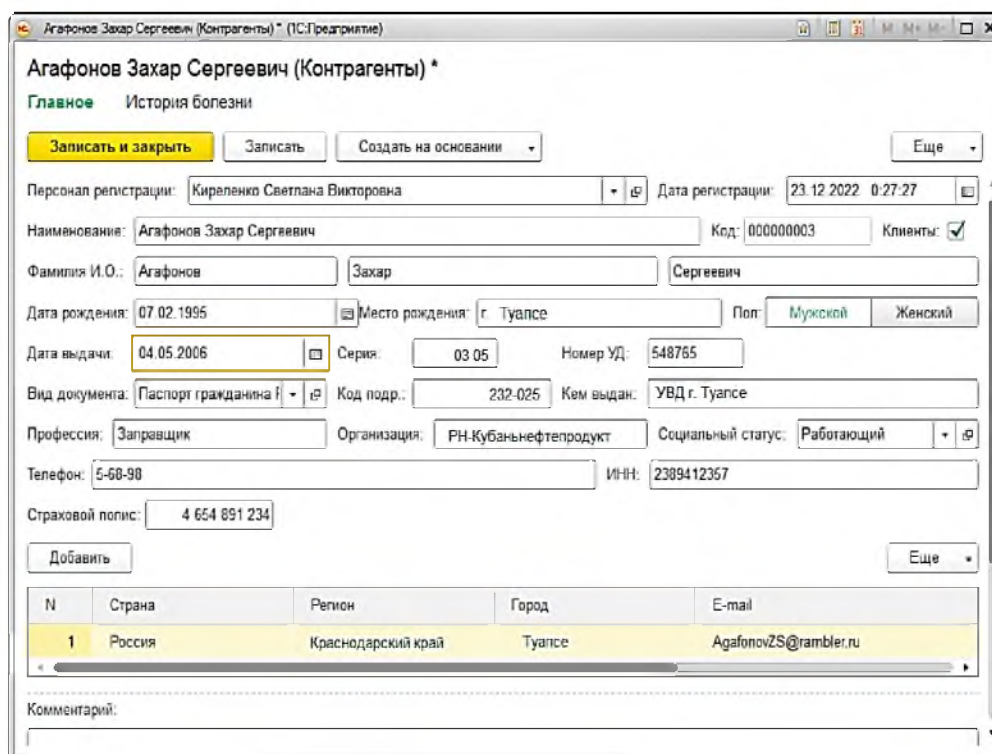 Агафонов Захар Сергеевич (Контрагенты) * (1С:Предприятие) M M+ M-
Агафонов Захар Сергеевич (Контрагенты) *
Главное История болезни
Записать и закрыть Записать Создать на основании Еще
Персонал регистрации: Киреленко Светлана Викторовна Дата регистрации: 23.12.2022 0:27:27
Наименование: Агафонов Захар Сергеевич Код: 000000003 Клиенты:
Фамилия И.О.: Агафонов Захар Сергеевич
Дата рождения: 07.02.1995 Место рождения: г. Туапсе Пол: Мужской Женский
Дата выдачи: 04.05.2006 Серия: 03 05 Номер УД: 548765
Вид документа: Паспорт гражданина Код подр.: 232-025 Кем выдан: УВД г. Туапсе
Профессия: Заправщик Организация: РН-Кубаньнефтепродукт Социальный статус: Работающий
Телефон: 5-68-98 ИНН: 2389412357
Страховой полис: 4 654 891 234
Добавить Еще
N Страна Регион Город E-mail
1 Россия Краснодарский край Туапсе AgafonovZS@rambler.ru
Комментарий: